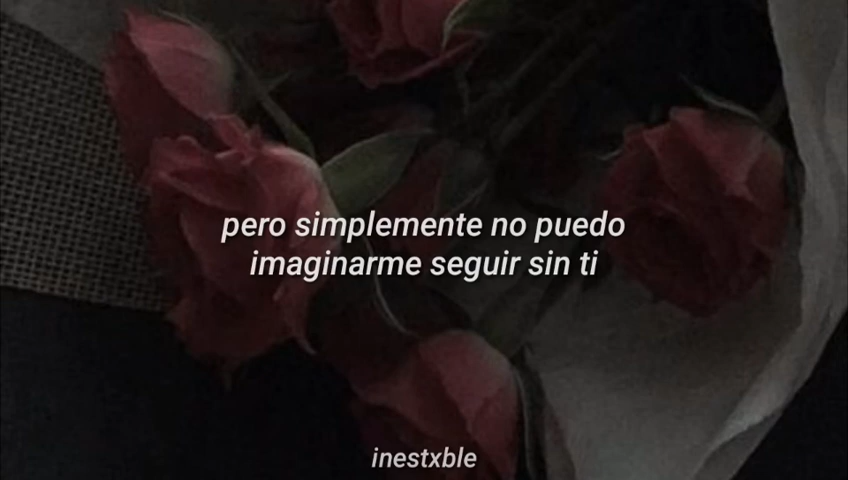 pero simplemente no puedo
imaginarme seguir sin ti
inestxble